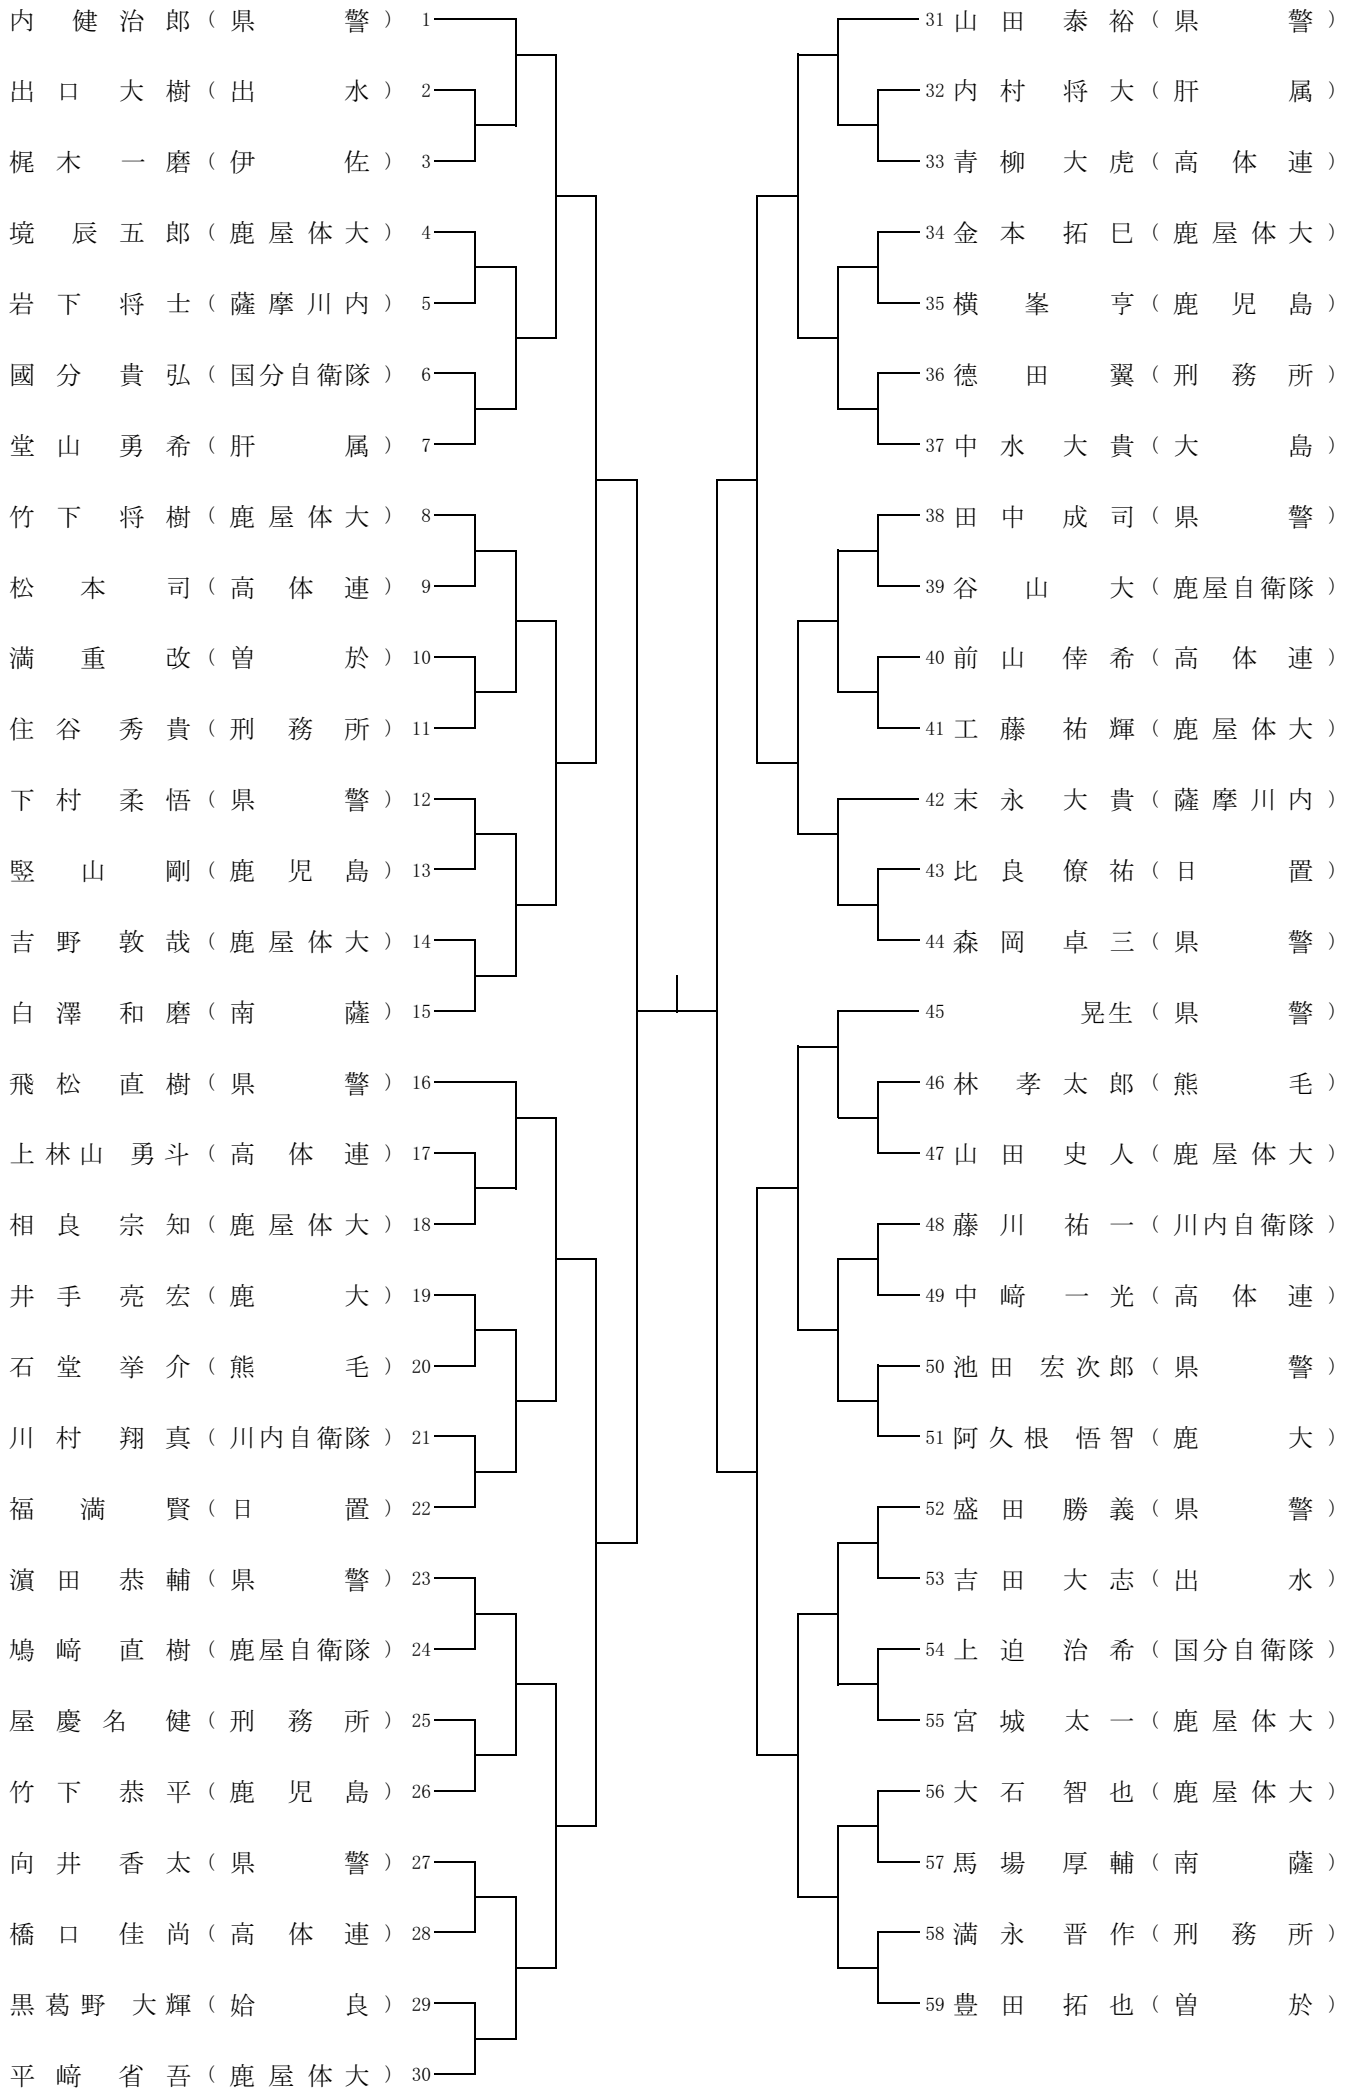 内 健治郎（県警）1
出口 大樹（出水）2
梶木 一磨（伊佐）3
境 辰五郎（鹿屋体大）4
岩下 将士（薩摩川内）5
國分 貴弘（国分自衛隊）6
堂山 勇希（肝属）7
竹下 将樹（鹿屋体大）8
松本 司（高体連）9
満重 改（曽於）10
住谷 秀貴（刑務所）11
下村 柔悟（県警）12
竪山 剛（鹿児島）13
吉野 敦哉（鹿屋体大）14
白澤 和磨（南薩）15
飛松 直樹（県警）16
上林山 勇斗（高体連）17
相良 宗知（鹿屋体大）18
井手 亮宏（鹿大）19
石堂 挙介（熊毛）20
川村 翔真（川内自衛隊）21
福満 賢（日置）22
濵田 恭輔（県警）23
鳩﨑 直樹（鹿屋自衛隊）24
屋慶名 健（刑務所）25
竹下 恭平（鹿児島）26
向井 香太（県警）27
橋口 佳尚（高体連）28
黒葛野 大輝（姶良）29
平﨑 省吾（鹿屋体大）30
31 山田 泰裕（県警）
32 内村 将大（肝属）
33 青柳 大虎（高体連）
34 金本 拓巳（鹿屋体大）
35 横峯 亨（鹿児島）
36 德田 翼（刑務所）
37 中水 大貴（大島）
38 田中 成司（県警）
39 谷山 大（鹿屋自衛隊）
40 前山 倖希（高体連）
41 工藤 祐輝（鹿屋体大）
42 末永 大貴（薩摩川内）
43 比良 僚祐（日置）
44 森岡 卓三（県警）
45 晃生（県警）
46 林 孝太郎（熊毛）
47 山田 史人（鹿屋体大）
48 藤川 祐一（川内自衛隊）
49 中﨑 一光（高体連）
50 池田 宏次郎（県警）
51 阿久根 悟智（鹿大）
52 盛田 勝義（県警）
53 吉田 大志（出水）
54 上迫 治希（国分自衛隊）
55 宮城 太一（鹿屋体大）
56 大石 智也（鹿屋体大）
57 馬場 厚輔（南薩）
58 満永 晋作（刑務所）
59 豊田 拓也（曽於）